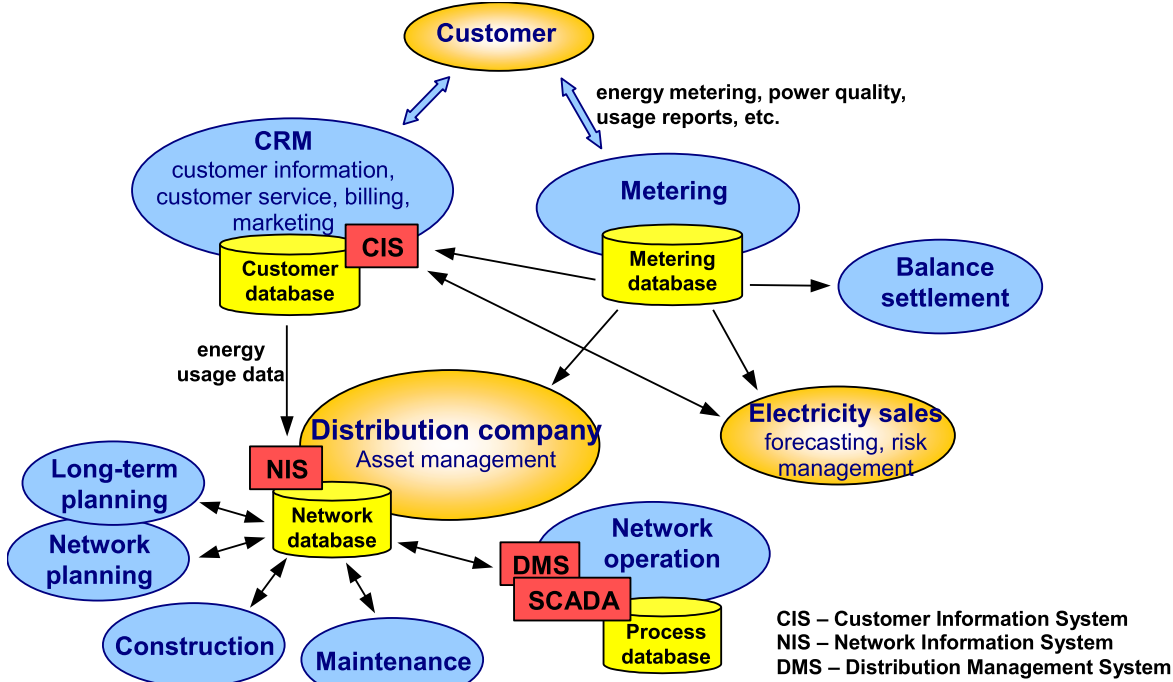 Customer
energy metering, power quality,
usage reports, etc.
CRM
customer information,
customer service, billing,
marketing
CIS
Customer
database
Metering
Metering
database
Balance
settlement
energy
usage data
Distribution company
Asset management
Electricity sales
forecasting, risk
management
NIS
Network
database
Long-term
planning
Network
planning
Construction
Maintenance
Network
operation
DMS
SCADA
Process
database
CIS – Customer Information System
NIS – Network Information System
DMS – Distribution Management System